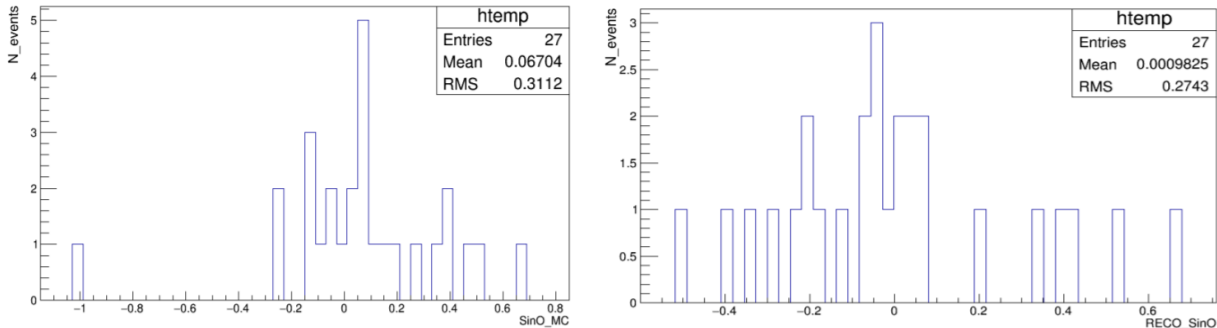 htemp
Entries 27
Mean 0.06704
RMS 0.3112
N_events
5
4
3
2
1
0
−1 −0.8 −0.6 −0.4 −0.2 0 0.2 0.4 0.6 0.8
SinO_MC
htemp
Entries 27
Mean 0.0009825
RMS 0.2743
N_events
3
2.5
2
1.5
1
0.5
0
−0.4 −0.2 0 0.2 0.4 0.6
RECO_SinO